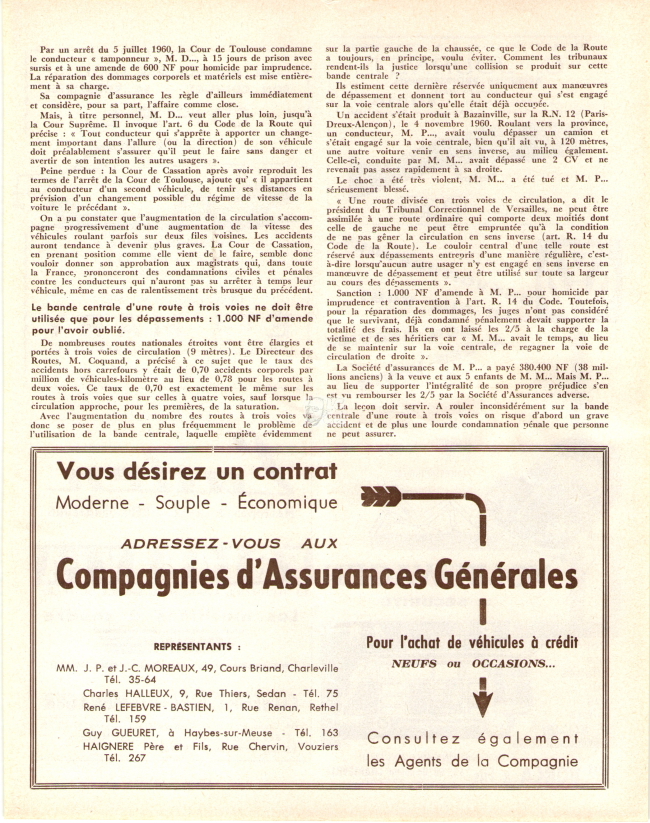 Par un arrêt du 5 juillet 1960, la Cour de Toulouse condamne
le conducteur « tamponneur », M. D..., à 15 jours de prison avec
sursis et à une amende de 600 NF pour homicide par imprudence.
La réparation des dommages corporels et matériels est mise entière-
ment à sa charge.
Sa compagnie d'assurance les règle d'ailleurs immédiatement
et considère, pour sa part, l'affaire comme close.
Mais, à titre personnel, M. D... veut aller plus loin, jusqu'à
la Cour Suprême. Il invoque l'art. 6 du Code de la Route qui
précise : « Tout conducteur qui s'apprête à apporter un change-
ment important dans l'allure (ou la direction) de son véhicule
doit préalablement s'assurer qu'il peut le faire sans danger et
avertir de son intention les autres usagers ».
Peine perdue : la Cour de Cassation après avoir reproduit les
termes de l'arrêt de la Cour de Toulouse, ajoute qu' « il appartient
au conducteur d'un second véhicule, de tenir ses distances en
prévision d'un changement possible du régime de vitesse de la
voiture le précédant ».
On a pu constater que l'augmentation de la circulation s'accom-
pagne progressivement d'une augmentation de la vitesse des
véhicules roulant parfois sur deux files voisines. Les accidents
auront tendance à devenir plus graves. La Cour de Cassation,
en prenant position comme elle vient de le faire, semble donc
vouloir donner son approbation aux magistrats qui, dans toute
la France, prononceront des condamnations civiles et pénales
contre les conducteurs qui n'auront pas su arrêter à temps leur
véhicule, même en cas de ralentissement très brusque du précédent.
Le bande centrale d'une route à trois voies ne doit être
utilisée que pour les dépassements : 1.000 NF d'amende
pour l'avoir oublié.
De nombreuses routes nationales étroites vont être élargies et
portées à trois voies de circulation (9 mètres). Le Directeur des
Routes, M. Coquand, a précisé à ce sujet que le taux des
accidents hors carrefours y était de 0,70 accidents corporels par
million de véhicules-kilomètre au lieu de 0,78 pour les routes à
deux voies. Ce taux de 0,70 est exactement le même sur les
routes à trois voies que sur celles à quatre voies, sauf lorsque la
circulation approche, pour les premières, de la saturation.
Avec l'augmentation du nombre des routes à trois voies va
donc se poser de plus en plus fréquemment le problème de
l'utilisation de la bande centrale, laquelle empiète évidemment
sur la partie gauche de la chaussée, ce que le Code de la Route
a toujours, en principe, voulu éviter. Comment les tribunaux
rendent-ils la justice lorsqu'une collision se produit sur cette
bande centrale ?
Ils estiment cette dernière réservée uniquement aux manœuvres
de dépassement et donnent tort au conducteur qui s'est engagé
sur la voie centrale alors qu'elle était déjà occupée.
Un accident s'était produit à Bazainville, sur la R.N. 12 (Paris-
Dreux-Alençon), le 4 novembre 1960. Roulant vers la province,
un conducteur, M. P..., avait voulu dépasser un camion et
s'était engagé sur la voie centrale, bien qu'il ait vu, à 120 mètres,
une autre voiture venir en sens inverse, au milieu également.
Celle-ci, conduite par M. M... avait dépassé une 2 CV et ne
revenait pas assez rapidement à sa droite.
Le choc a été très violent, M. M... a été tué et M. P...
sérieusement blessé.
« Une route divisée en trois voies de circulation, a dit le
président du Tribunal Correctionnel de Versailles, ne peut être
assimilée à une route ordinaire qui comporte deux moitiés dont
celle de gauche ne peut être empruntée qu'à la condition
de ne pas gêner la circulation en sens inverse (art. R. 14 du
Code de la Route). Le couloir central d'une telle route est
réservé aux dépassements entrepris d'une manière régulière, c'est-
à-dire lorsqu'aucun autre usager n'y est engagé en sens inverse en
manœuvre de dépassement et peut être utilisé sur toute sa largeur
au cours des dépassements ».
Sanction : 1.000 NF d'amende à M. P... pour homicide par
imprudence et contravention à l'art. R. 14 du Code. Toutefois,
pour la réparation des dommages, les juges n'ont pas considéré
que le survivant, déjà condamné pénalement devait supporter la
totalité des frais. Ils en ont laissé les 2/5 à la charge de la
victime et de ses héritiers car « M. M... avait le temps, au lieu
de se maintenir sur la voie centrale, de regagner la voie de
circulation de droite ».
La Société d'assurances de M. P... a payé 380.400 NF (38 mil-
lions anciens) à la veuve et aux 5 enfants de M. M... Mais M. P...
au lieu de supporter l'intégralité de son propre préjudice s'en
est vu rembourser les 2/5 par la Société d'Assurances adverse.
La leçon doit servir. A rouler inconsidérément sur la bande
centrale d'une route à trois voies on risque d'abord un grave
accident et de plus une lourde condamnation pénale que personne
ne peut assurer.
Vous désirez un contrat
Moderne - Souple - Économique
ADRESSEZ-VOUS AUX
Compagnies d'Assurances Générales
REPRÉSENTANTS :
MM. J. P. et J.-C. MOREAUX, 49, Cours Briand, Charleville
Tél. 35-64
Charles HALLEUX, 9, Rue Thiers, Sedan - Tél. 75
René LEFEBVRE - BASTIEN, 1, Rue Renan, Rethel
Tél. 159
Guy GUEURET, à Haybes-sur-Meuse - Tél. 163
HAIGNERE Père et Fils, Rue Chervin, Vouziers
Tél. 267
Pour l'achat de véhicules à crédit
NEUFS ou OCCASIONS...
Consultez également
les Agents de la Compagnie